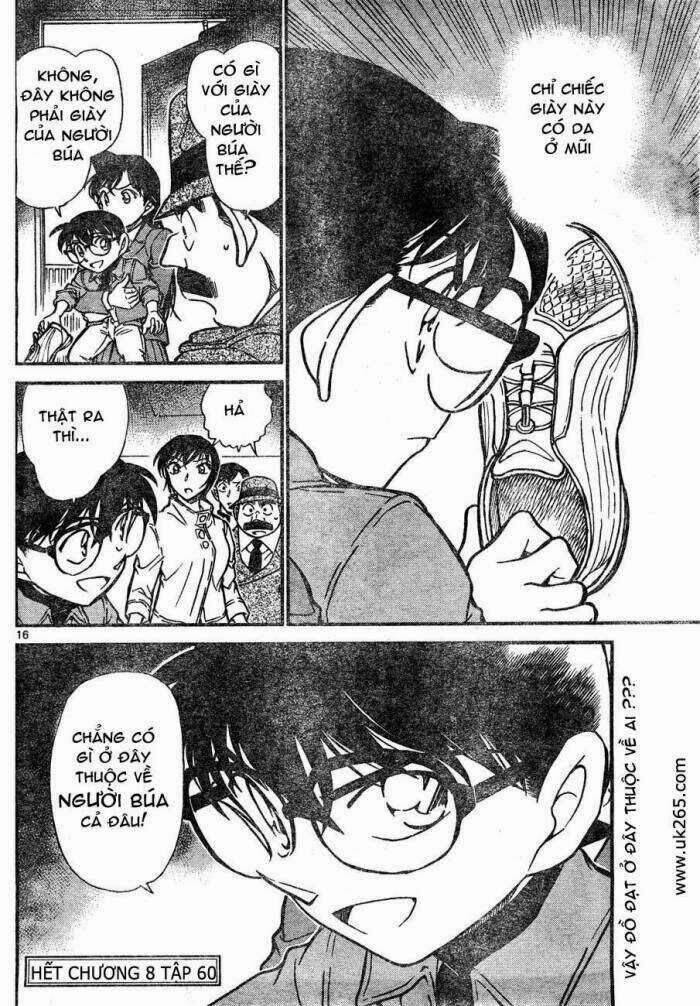 CHỈ CHIẾC
GIÀY NÀY
CÓ DA
Ở MŨI
CÓ GÌ
VỚI GIÀY
CỦA
NGƯỜI
BÚA
THẾ?
KHÔNG,
ĐÂY KHÔNG
PHẢI GIÀY
CỦA NGƯỜI
BÚA
HẢ
THẬT RA
THÌ...
16
CHẲNG CÓ
GÌ Ở ĐÂY
THUỘC VỀ
NGƯỜI BÚA
CẢ ĐÂU!
VẬY ĐỒ ĐẠT Ở ĐÂY THUỘC VỀ AI ???
www.uk265.com
HẾT CHƯƠNG 8 TẬP 60